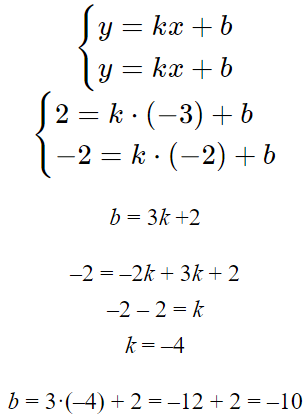 y = kx + b
y = kx + b
2 = k · (−3) + b
−2 = k · (−2) + b
b = 3k +2
–2 = –2k + 3k + 2
–2 – 2 = k
k = –4
b = 3·(–4) + 2 = –12 + 2 = –10